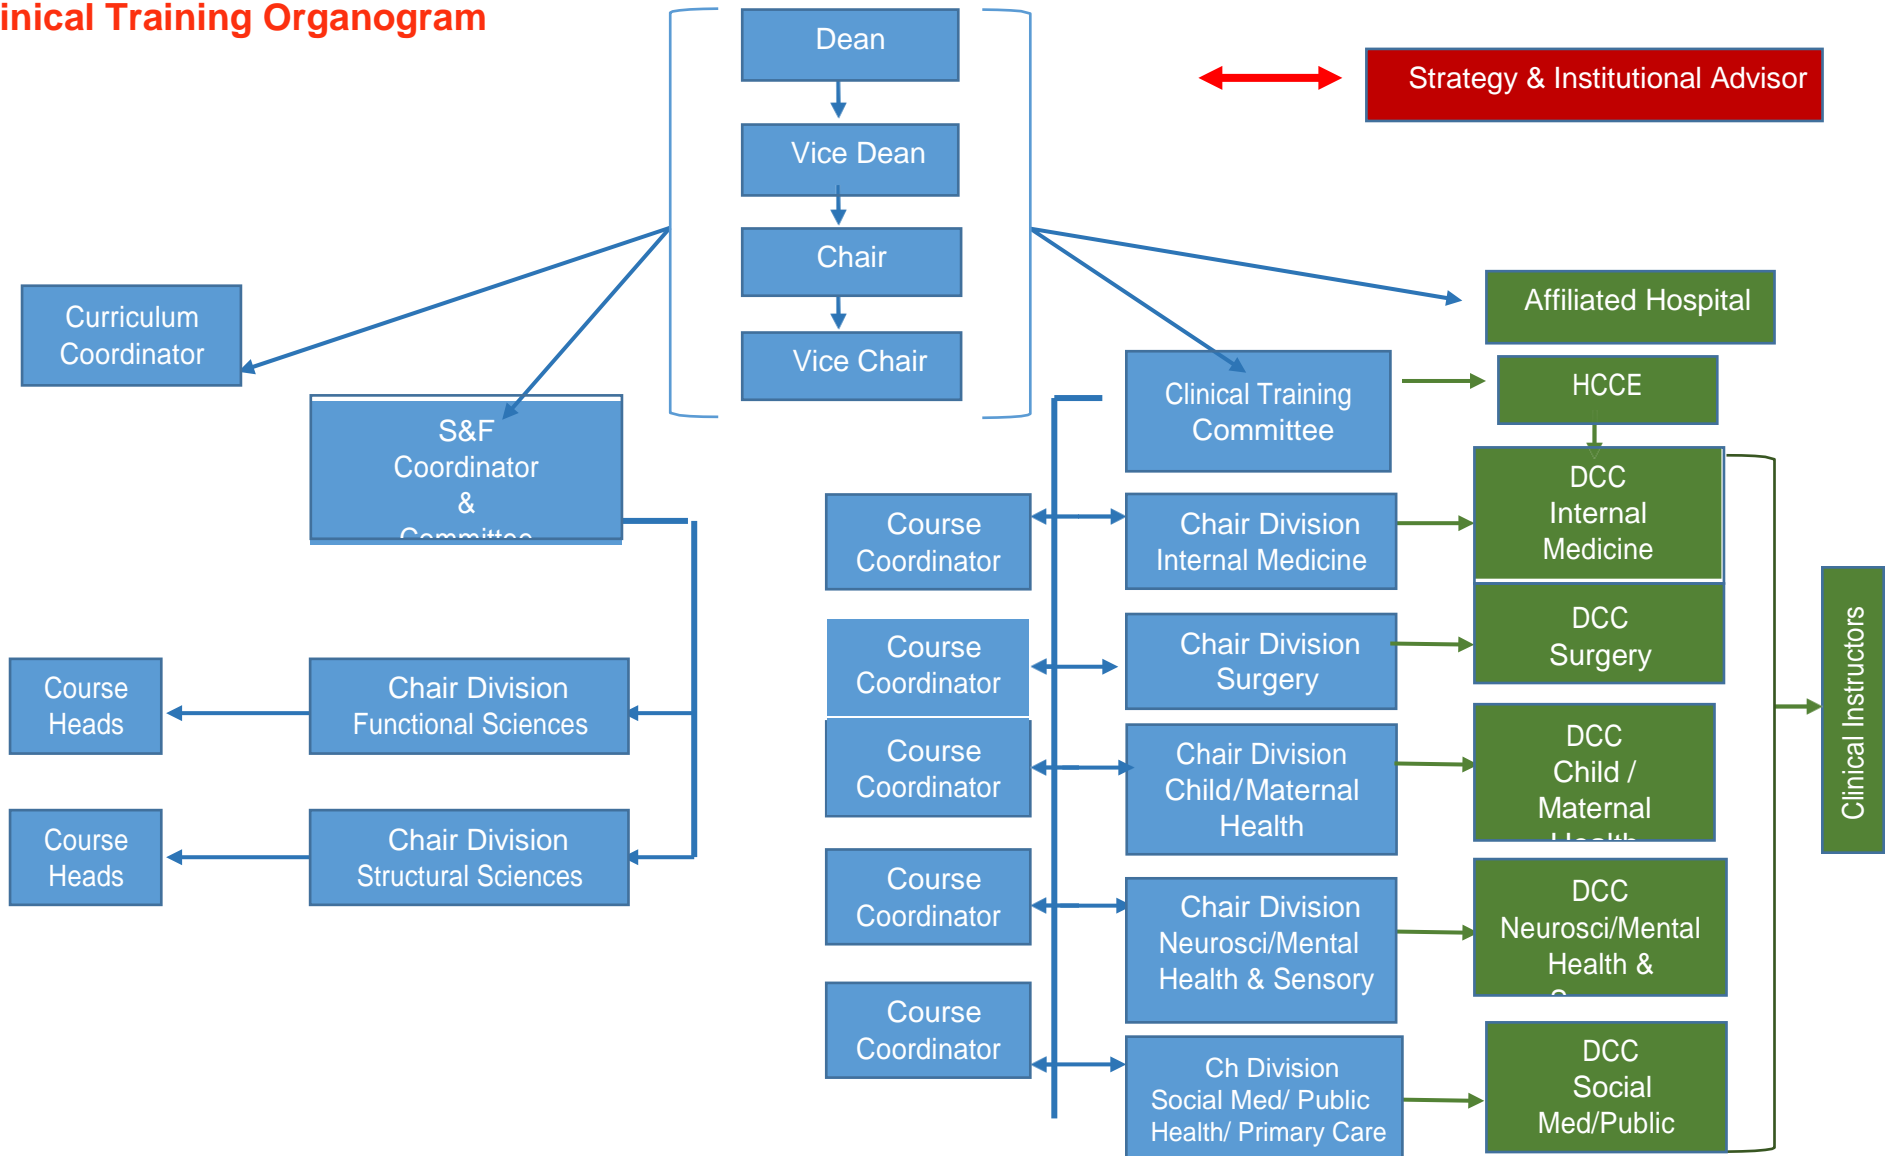 inical Training Organogram
Dean
Strategy & Institutional Advisor
Vice Dean
Chair
Vice Chair
Curriculum
Coordinator
Affiliated Hospital
S&F
Coordinator
&
Committee
Clinical Training
Committee
HCCE
Course
Coordinator
Chair Division
Internal Medicine
DCC
Internal
Medicine
Course
Coordinator
Chair Division
Surgery
DCC
Surgery
Clinical Instructors
Course
Heads
Chair Division
Functional Sciences
Course
Coordinator
Chair Division
Child/Maternal
Health
DCC
Child /
Maternal
Health
Course
Heads
Chair Division
Structural Sciences
Course
Coordinator
Chair Division
Neurosci/Mental
Health & Sensory
DCC
Neurosci/Mental
Health &
Course
Coordinator
Ch Division
Social Med/ Public
Health/ Primary Care
DCC
Social
Med/Public